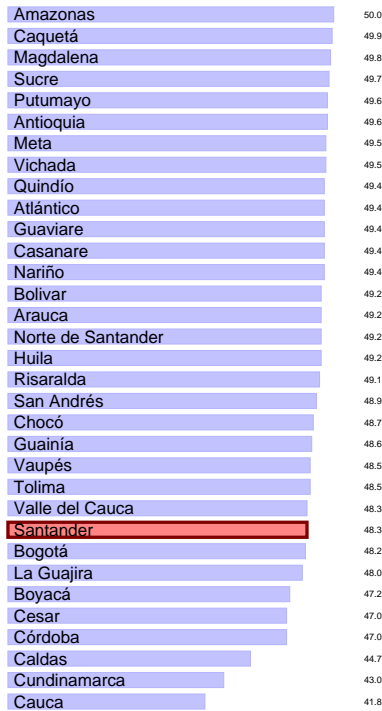 Amazonas 50.0
Caquetá 49.9
Magdalena 49.8
Sucre 49.7
Putumayo 49.6
Antioquia 49.6
Meta 49.5
Vichada 49.5
Quindío 49.4
Atlántico 49.4
Guaviare 49.4
Casanare 49.4
Nariño 49.4
Bolivar 49.2
Arauca 49.2
Norte de Santander 49.2
Huila 49.2
Risaralda 49.1
San Andrés 48.9
Chocó 48.7
Guainía 48.6
Vaupés 48.5
Tolima 48.5
Valle del Cauca 48.3
Santander 48.3
Bogotá 48.2
La Guajira 48.0
Boyacá 47.2
Cesar 47.0
Córdoba 47.0
Caldas 44.7
Cundinamarca 43.0
Cauca 41.8